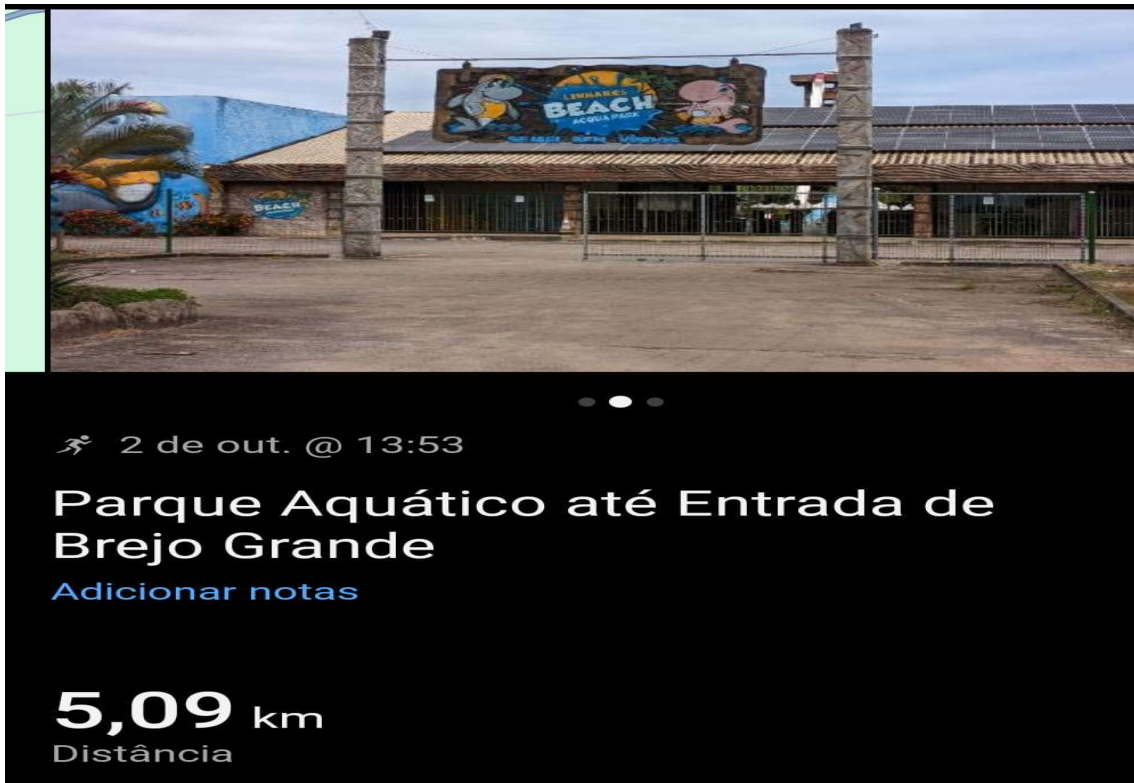 LINHARES
BEACH
ACQUA PARK
BEACH
2 de out. @ 13:53
Parque Aquático até Entrada de
Brejo Grande
Adicionar notas
5,09 km
Distância